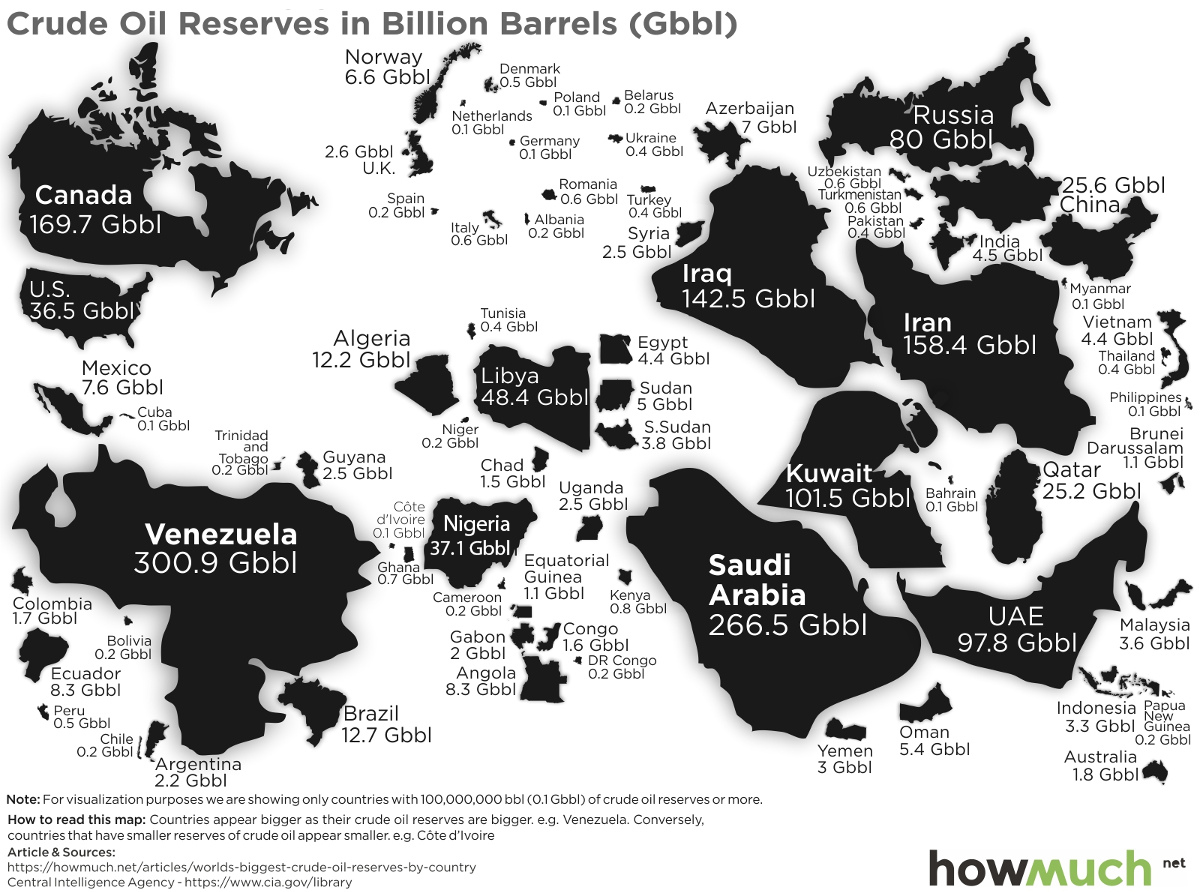 Crude Oil Reserves in Billion Barrels (Gbbl)
Canada
169.7 Gbbl
U.S.
36.5 Gbbl
Mexico
7.6 Gbbl
Cuba
0.1 Gbbl
Norway
6.6 Gbbl
Denmark
0.5 Gbbl
Netherlands
0.1 Gbbl
Poland
0.1 Gbbl
Belarus
0.2 Gbbl
Germany
0.1 Gbbl
Ukraine
0.4 Gbbl
2.6 Gbbl
U.K.
Spain
0.2 Gbbl
Italy
0.6 Gbbl
Romania
0.6 Gbbl
Albania
0.2 Gbbl
Turkey
0.4 Gbbl
Azerbaijan
7 Gbbl
Syria
2.5 Gbbl
Russia
80 Gbbl
Uzbekistan
0.6 Gbbl
Turkmenistan
0.6 Gbbl
Pakistan
0.4 Gbbl
25.6 Gbbl
China
India
4.5 Gbbl
Iraq
142.5 Gbbl
Iran
158.4 Gbbl
Myanmar
0.1 Gbbl
Vietnam
4.4 Gbbl
Thailand
0.4 Gbbl
Philippines
0.1 Gbbl
Brunei
Darussalam
1.1 Gbbl
Tunisia
0.4 Gbbl
Algeria
12.2 Gbbl
Libya
48.4 Gbbl
Egypt
4.4 Gbbl
Sudan
5 Gbbl
S.Sudan
3.8 Gbbl
Niger
0.2 Gbbl
Chad
1.5 Gbbl
Uganda
2.5 Gbbl
Kuwait
101.5 Gbbl
Bahrain
0.1 Gbbl
Qatar
25.2 Gbbl
Trinidad
and
Tobago
0.2 Gbbl
Guyana
2.5 Gbbl
Venezuela
300.9 Gbbl
Côte
d'Ivoire
0.1 Gbbl
Ghana
0.7 Gbbl
Nigeria
37.1 Gbbl
Cameroon
0.2 Gbbl
Equatorial
Guinea
1.1 Gbbl
Kenya
0.8 Gbbl
Gabon
2 Gbbl
Congo
1.6 Gbbl
DR Congo
0.2 Gbbl
Angola
8.3 Gbbl
Saudi
Arabia
266.5 Gbbl
UAE
97.8 Gbbl
Malaysia
3.6 Gbbl
Colombia
1.7 Gbbl
Bolivia
0.2 Gbbl
Ecuador
8.3 Gbbl
Peru
0.5 Gbbl
Chile
0.2 Gbbl
Argentina
2.2 Gbbl
Brazil
12.7 Gbbl
Yemen
3 Gbbl
Oman
5.4 Gbbl
Indonesia
3.3 Gbbl
Papua
New
Guinea
0.2 Gbbl
Australia
1.8 Gbbl
Note: For visualization purposes we are showing only countries with 100,000,000 bbl (0.1 Gbbl) of crude oil reserves or more.
How to read this map: Countries appear bigger as their crude oil reserves are bigger. e.g. Venezuela. Conversely,
countries that have smaller reserves of crude oil appear smaller. e.g. Côte d'Ivoire
Article & Sources:
https://howmuch.net/articles/worlds-biggest-crude-oil-reserves-by-country
Central Intelligence Agency - https://www.cia.gov/library
howmuch net